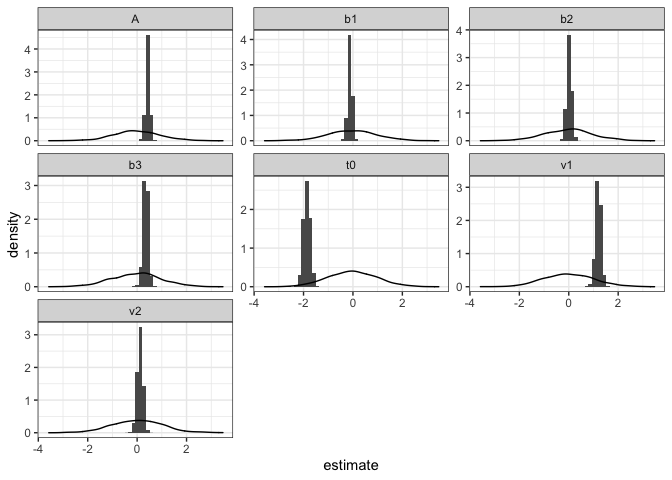 A b1 b2
4 4 4
3 3 3
2 2 2
1 1 1
0 0 0
b3 t0 v1
3 2 3
2 1 2
1 0 1
0 0
-4 -2 0 2 -4 -2 0 2
v2
3
2
1
0
-4 -2 0 2
density
estimate